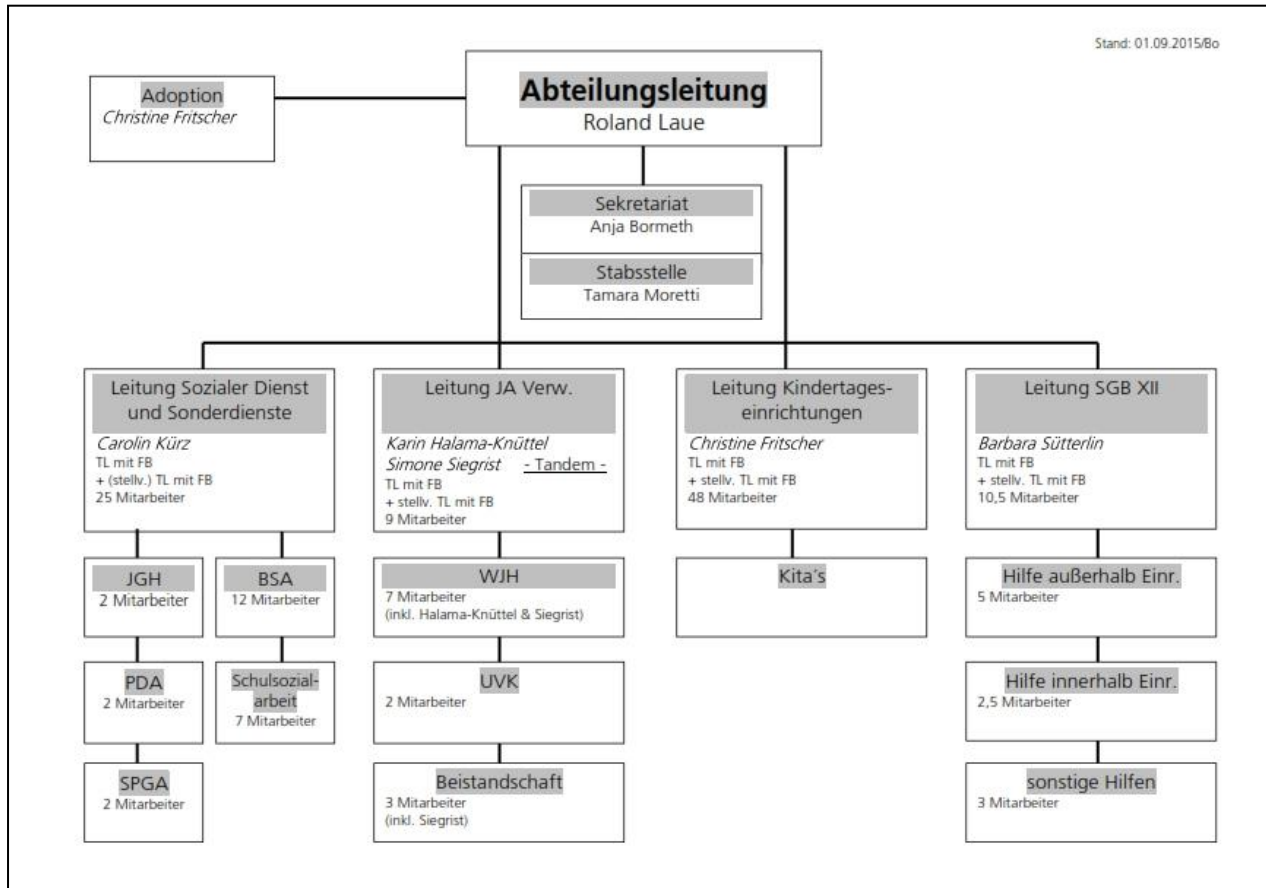 Stand: 01.09.2015/Bo
Adoption
Christine Fritscher
Abteilungsleitung
Roland Laue
Sekretariat
Anja Bormeth
Stabsstelle
Tamara Moretti
Leitung Sozialer Dienst
und Sonderdienste
Carolin Kürz
TL mit FB
+ (stellv.) TL mit FB
25 Mitarbeiter
Leitung JA Verw.
Karin Halama-Knüttel
Simone Siegrist - Tandem -
TL mit FB
+ stellv. TL mit FB
9 Mitarbeiter
Leitung Kindertages-
einrichtungen
Christine Fritscher
TL mit FB
+ stellv. TL mit FB
48 Mitarbeiter
Leitung SGB XII
Barbara Sütterlin
TL mit FB
+ stellv. TL mit FB
10,5 Mitarbeiter
JGH
2 Mitarbeiter
BSA
12 Mitarbeiter
WJH
7 Mitarbeiter
(inkl. Halama-Knüttel & Siegrist)
Kita´s
Hilfe außerhalb Einr.
5 Mitarbeiter
PDA
2 Mitarbeiter
Schulsozial-
arbeit
7 Mitarbeiter
UVK
2 Mitarbeiter
Hilfe innerhalb Einr.
2,5 Mitarbeiter
SPGA
2 Mitarbeiter
Beistandschaft
3 Mitarbeiter
(inkl. Siegrist)
sonstige Hilfen
3 Mitarbeiter